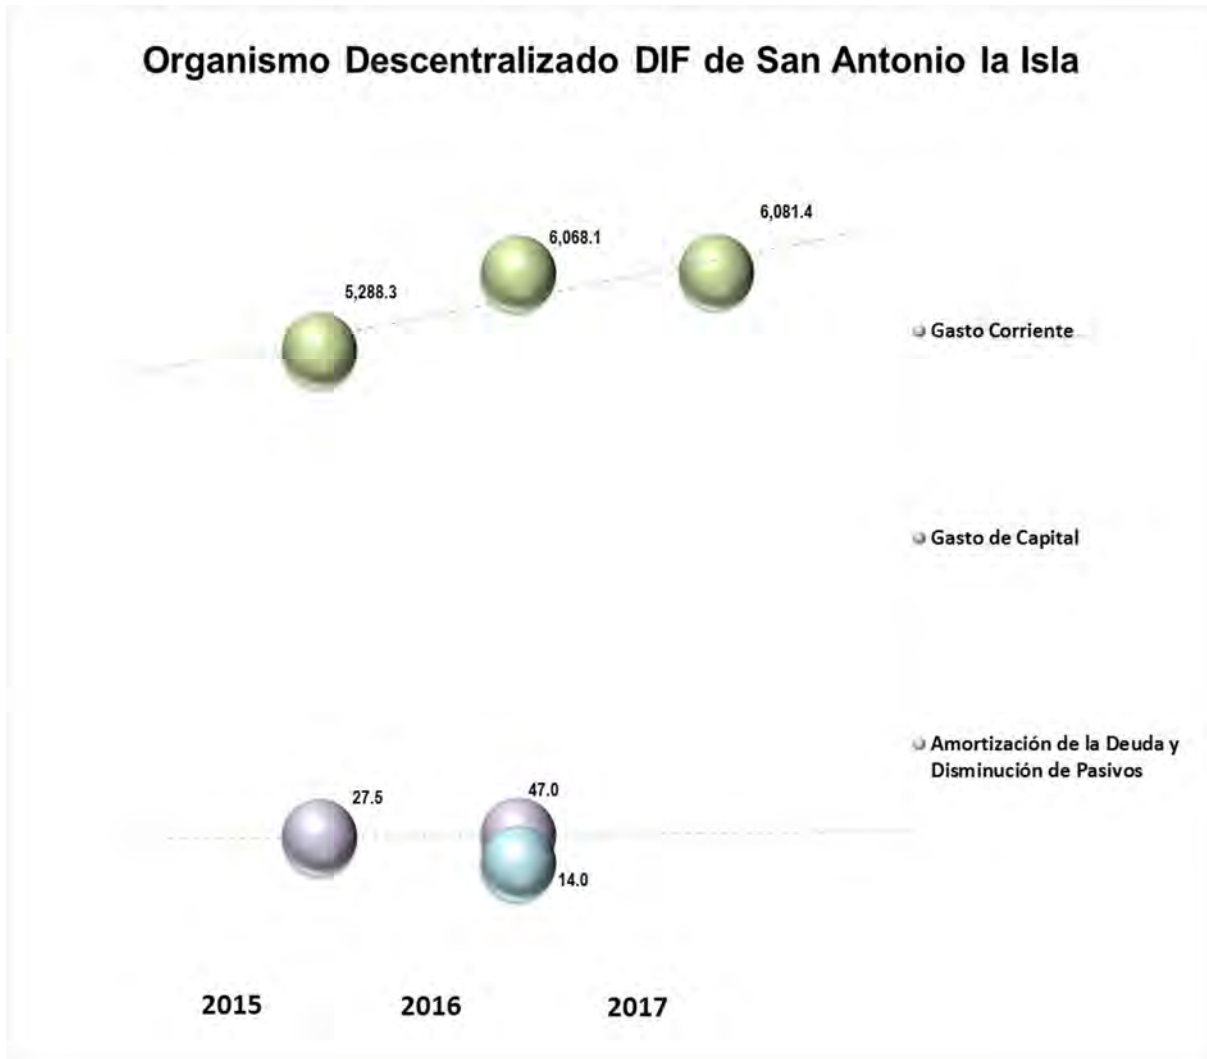 Organismo Descentralizado DIF de San Antonio la Isla
6,081.4
6,068.1
5,288.3
Gasto Corriente
Gasto de Capital
Amortización de la Deuda y
Disminución de Pasivos
47.0
27.5
14.0
2015 2016 2017